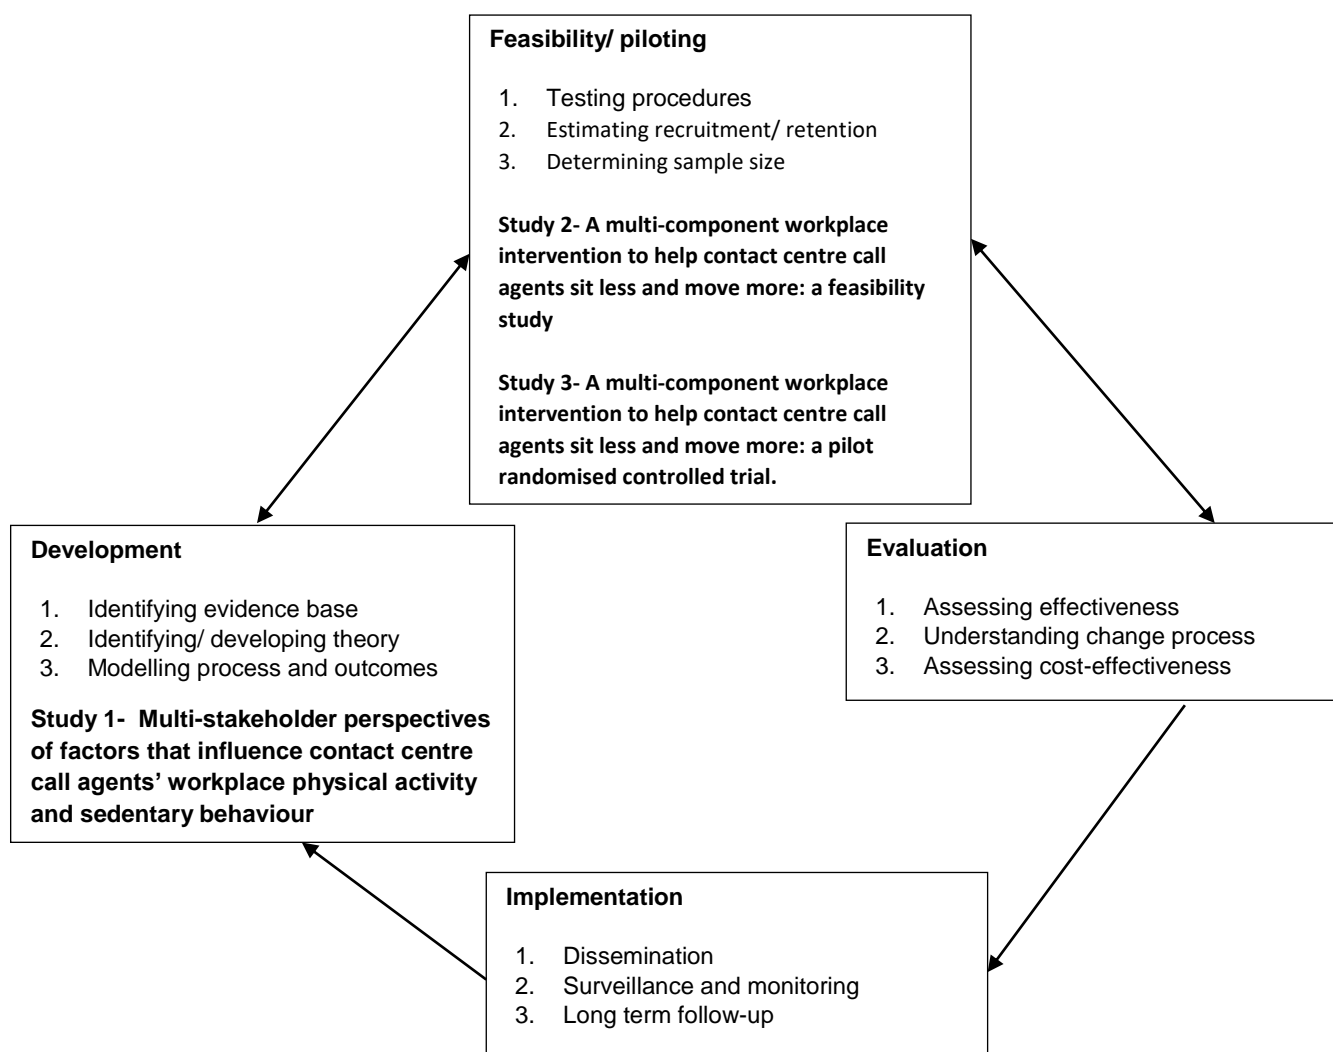 Feasibility/ piloting
1. Testing procedures
2. Estimating recruitment/ retention
3. Determining sample size
Study 2- A multi-component workplace
intervention to help contact centre call
agents sit less and move more: a feasibility
study
Study 3- A multi-component workplace
intervention to help contact centre call
agents sit less and move more: a pilot
randomised controlled trial.
Development
1. Identifying evidence base
2. Identifying/ developing theory
3. Modelling process and outcomes
Study 1- Multi-stakeholder perspectives
of factors that influence contact centre
call agents’ workplace physical activity
and sedentary behaviour
Evaluation
1. Assessing effectiveness
2. Understanding change process
3. Assessing cost-effectiveness
Implementation
1. Dissemination
2. Surveillance and monitoring
3. Long term follow-up